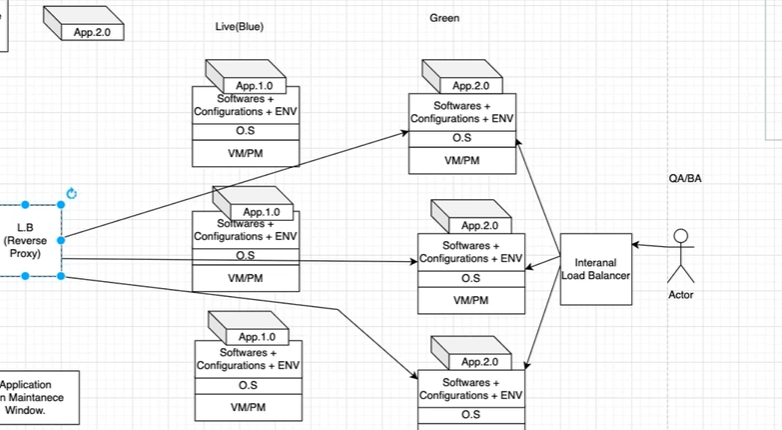 App.2.0
Live(Blue)
Green
App.1.0
Softwares +
Configurations + ENV
O.S
VM/PM
App.2.0
Softwares +
Configurations + ENV
O.S
VM/PM
QA/BA
L.B
(Reverse
Proxy)
App.1.0
Softwares +
Configurations + ENV
O.S
VM/PM
App.2.0
Softwares +
Configurations + ENV
O.S
VM/PM
Interanal
Load Balancer
Actor
App.1.0
Softwares +
Configurations + ENV
O.S
VM/PM
App.2.0
Softwares +
Configurations + ENV
O.S
Application
n Maintanece
Window.